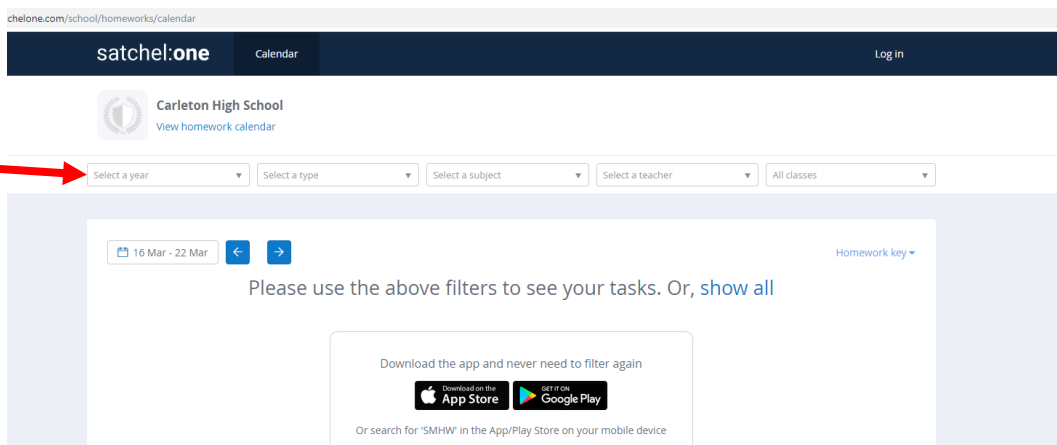 chelone.com/school/homeworks/calendar
satchel:one Calendar Log in
Carleton High School
View homework calendar
Select a year Select a type Select a subject Select a teacher All classes
16 Mar - 22 Mar Homework key
Please use the above filters to see your tasks. Or, show all
Download the app and never need to filter again
Download on the App Store GET IT ON Google Play
Or search for 'SMHW' in the App/Play Store on your mobile device